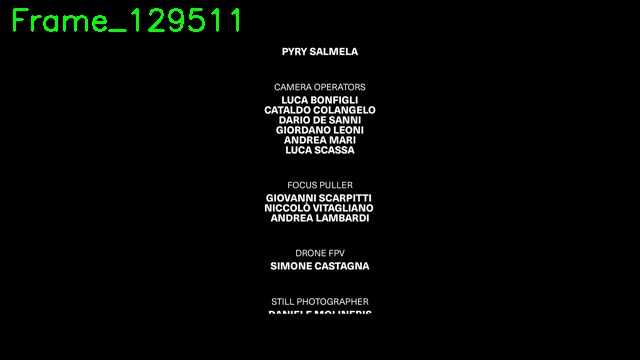 Frame_129511
PYRY SALMELA
CAMERA OPERATORS
LUCA BONFIGLI
CATALDO COLANGELO
DARIO DE SANNI
GIORDANO LEONI
ANDREA MARI
LUCA SCASSA
FOCUS PULLER
GIOVANNI SCARPITTI
NICCOLÒ VITAGLIANO
ANDREA LAMBARDI
DRONE FPV
SIMONE CASTAGNA
STILL PHOTOGRAPHER